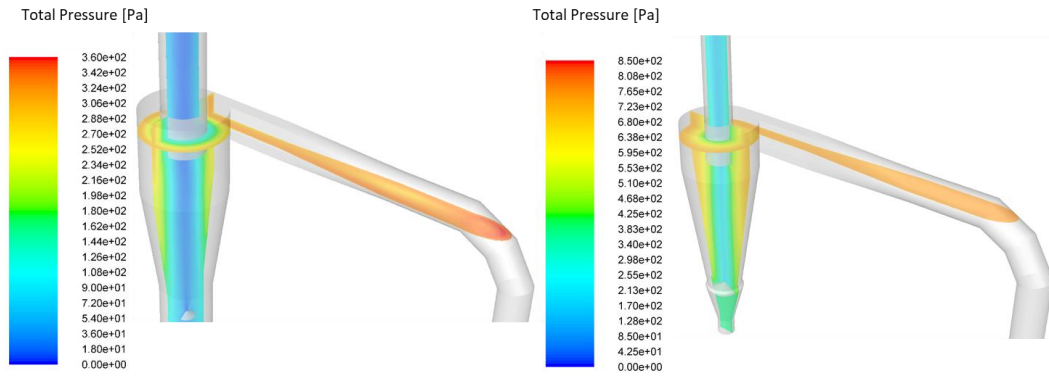 Total Pressure [Pa]
3.60e+02
3.42e+02
3.24e+02
3.06e+02
2.88e+02
2.70e+02
2.52e+02
2.34e+02
2.16e+02
1.98e+02
1.80e+02
1.62e+02
1.44e+02
1.26e+02
1.08e+02
9.00e+01
7.20e+01
5.40e+01
3.60e+01
1.80e+01
0.00e+00
Total Pressure [Pa]
8.50e+02
8.08e+02
7.65e+02
7.23e+02
6.80e+02
6.38e+02
5.95e+02
5.53e+02
5.10e+02
4.68e+02
4.25e+02
3.83e+02
3.40e+02
2.98e+02
2.55e+02
2.13e+02
1.70e+02
1.28e+02
8.50e+01
4.25e+01
0.00e+00